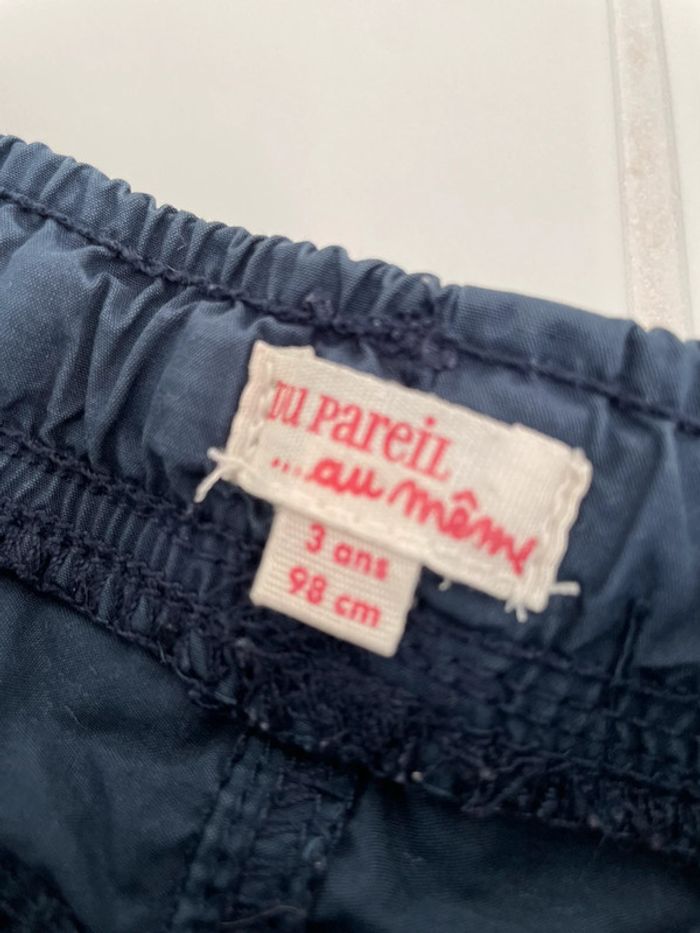 DU PAREIL
...au même
3 ans
98 cm